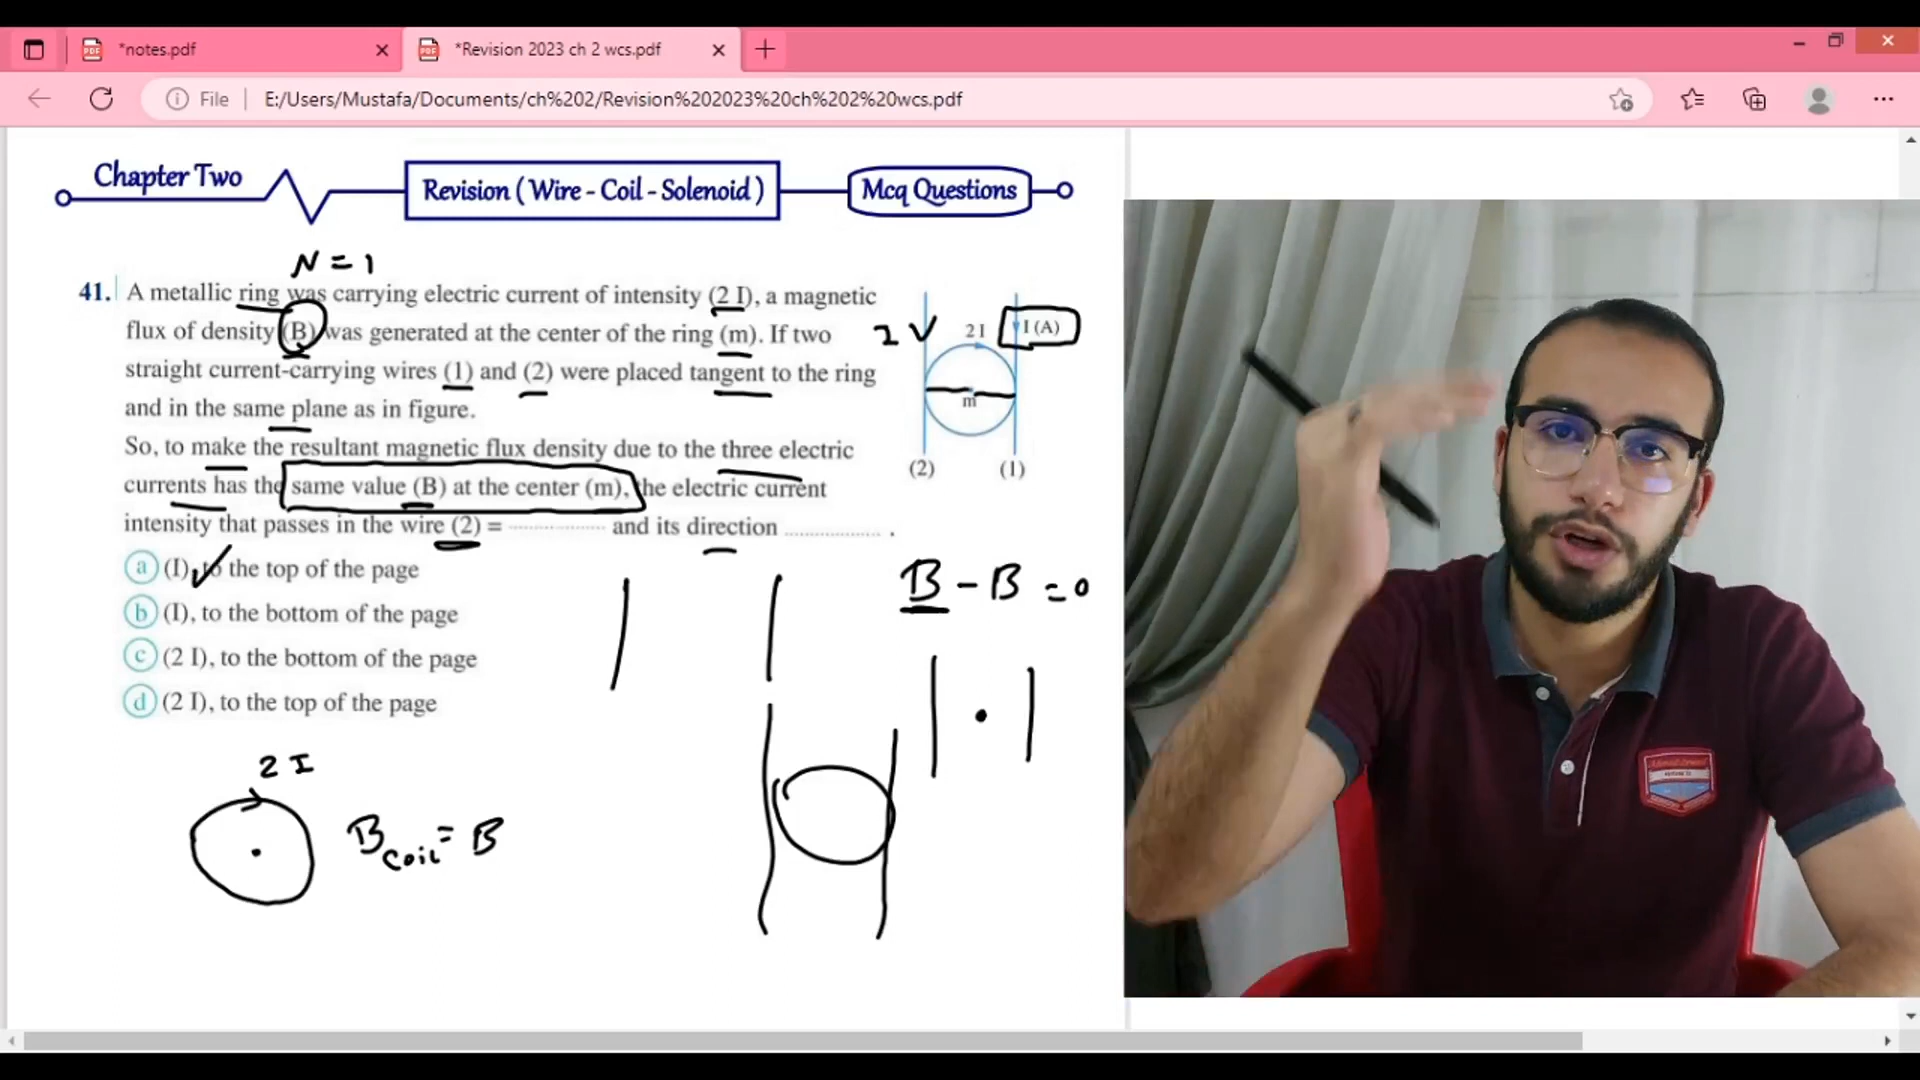 *notes.pdf
*Revision 2023 ch 2 wcs.pdf
File
E:/Users/Mustafa/Documents/ch%202/Revision%202023%20ch%202%20wcs.pdf
Chapter Two
Revision ( Wire - Coil - Solenoid )
Mcq Questions
N = 1
41. A metallic ring was carrying electric current of intensity (2 I), a magnetic
flux of density (B) was generated at the center of the ring (m). If two
straight current-carrying wires (1) and (2) were placed tangent to the ring
and in the same plane as in figure.
So, to make the resultant magnetic flux density due to the three electric
currents has the same value (B) at the center (m), the electric current
intensity that passes in the wire (2) = .................. and its direction .................. .
a (I), to the top of the page
b (I), to the bottom of the page
c (2 I), to the bottom of the page
d (2 I), to the top of the page
2
2 I
I (A)
m
(2)
(1)
B - B = 0
2 I
B coil = B